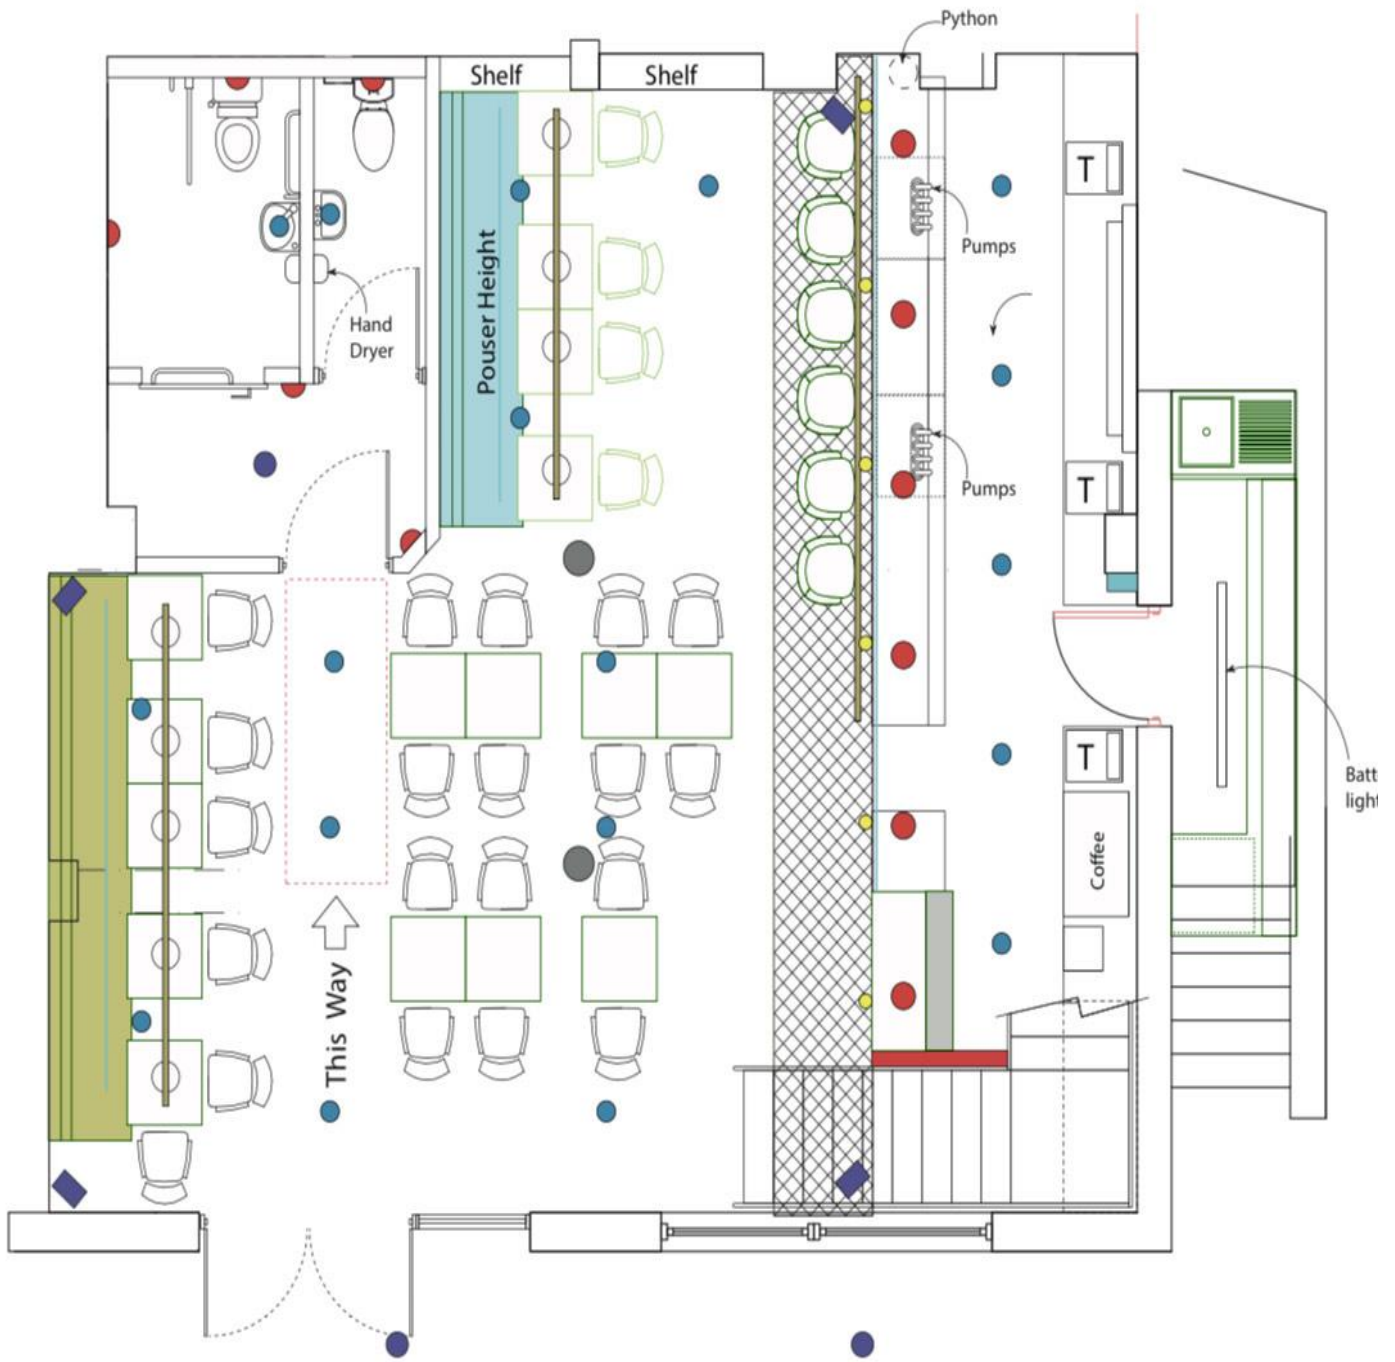 Python
Shelf
Shelf
T
Pumps
Pouser Height
Hand
Dryer
T
Pumps
T
Batt
light
Coffee
This Way